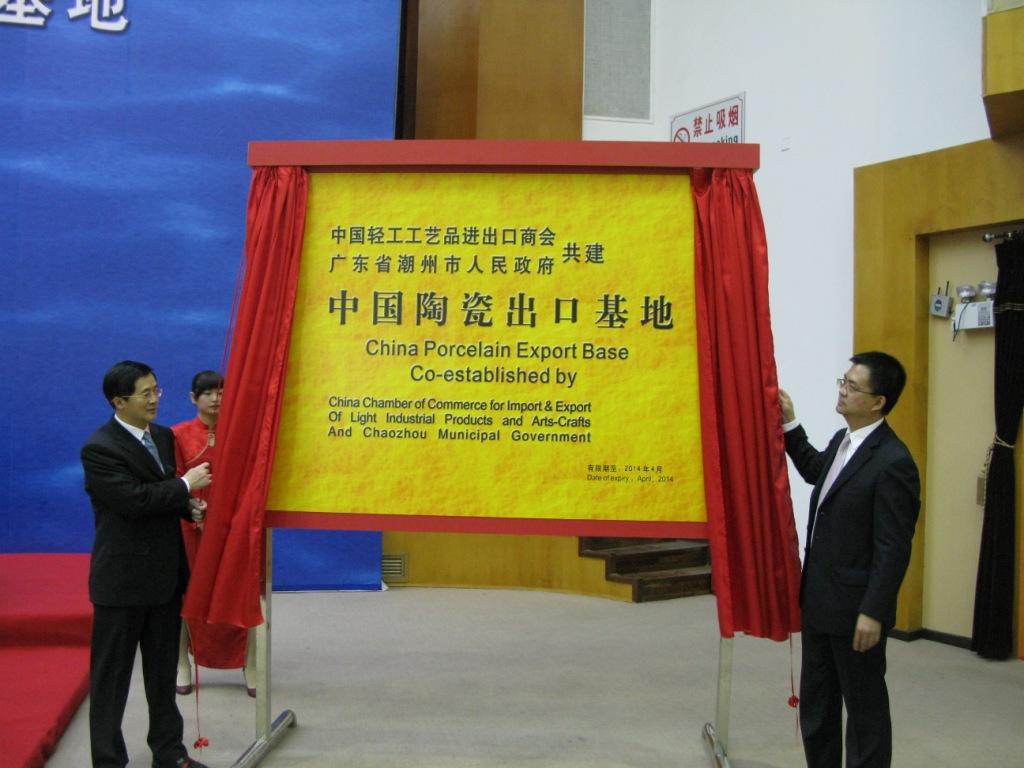 基地
禁止吸烟
中国轻工工艺品进出口商会
广东省潮州市人民政府
共建
中国陶瓷出口基地
China Porcelain Export Base
Co-established by
China Chamber of Commerce for Import & Export
Of Light Industrial Products and Arts-Crafts
And Chaozhou Municipal Government
有限期至：2014年4月
Date of expiry：April，2014